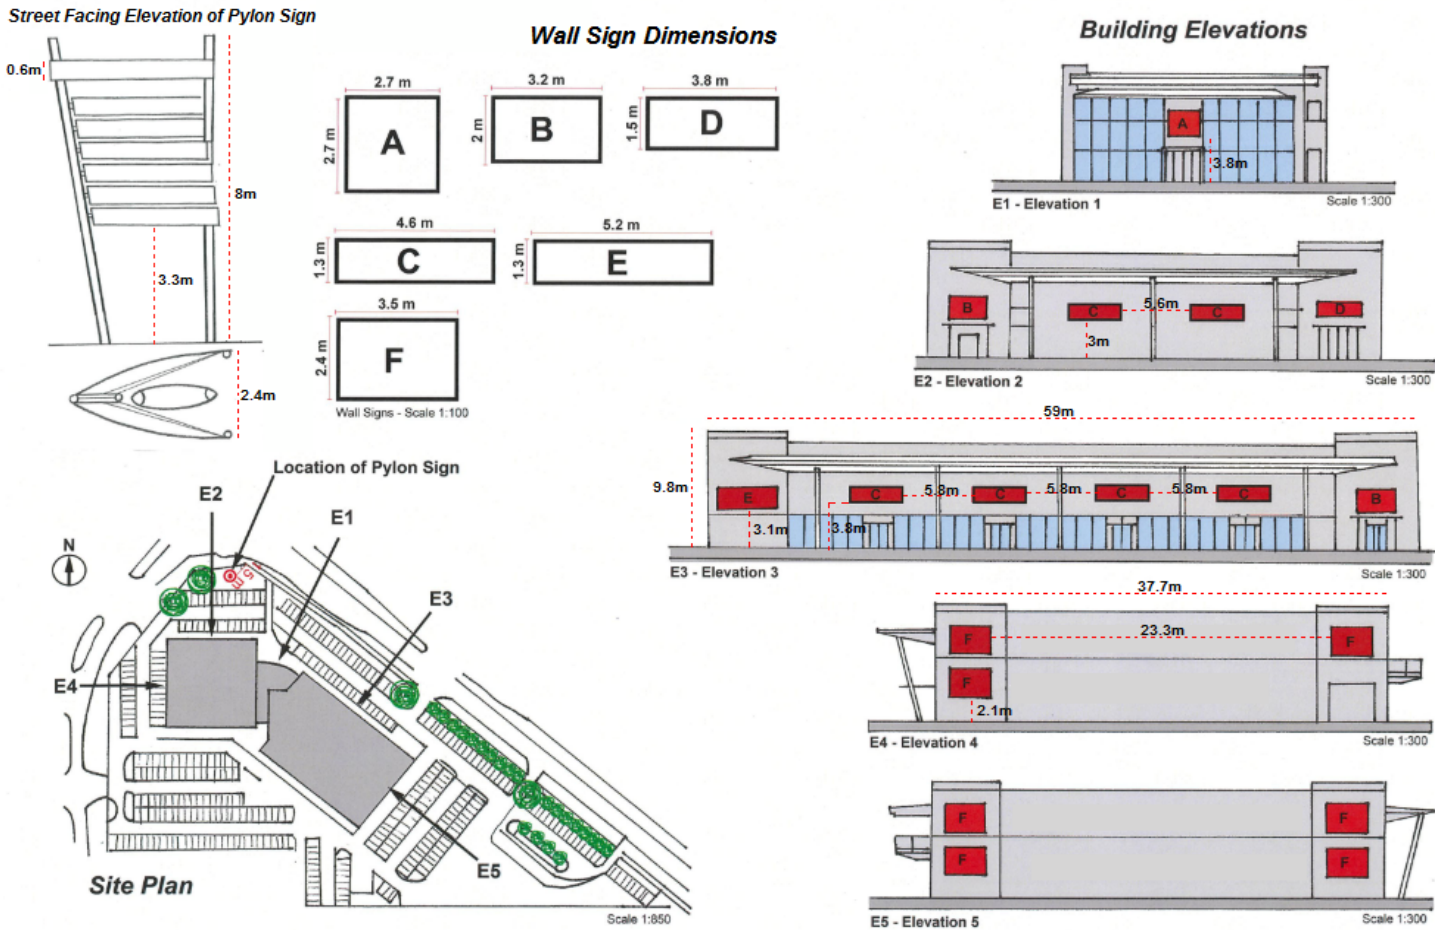 Street Facing Elevation of Pylon Sign
0.6m
8m
3.3m
2.4m
Wall Sign Dimensions
2.7 m
2.7 m
A
3.2 m
2 m
B
3.8 m
1.5 m
D
4.6 m
1.3 m
C
5.2 m
1.3 m
E
3.5 m
2.4 m
F
Wall Signs - Scale 1:100
Building Elevations
A
3.8m
E1 - Elevation 1
Scale 1:300
B
C
5.6m
C
D
3m
E2 - Elevation 2
Scale 1:300
59m
9.8m
E
C
5.8m
C
5.8m
C
5.8m
C
B
3.1m
3.8m
E3 - Elevation 3
Scale 1:300
37.7m
F
23.3m
F
F
2.1m
E4 - Elevation 4
Scale 1:300
F
F
F
F
E5 - Elevation 5
Scale 1:300
Location of Pylon Sign
E2
E1
N
E3
E4
E5
Site Plan
Scale 1:850